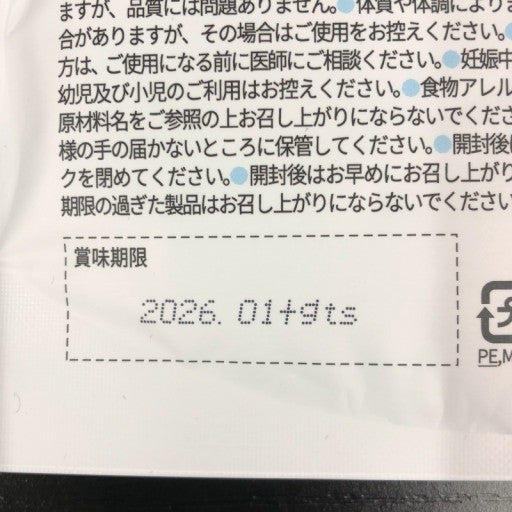 ますが、品質には問題ありません。●体質や体調により
合がありますが、その場合はご使用をお控えください。
方は、ご使用になる前に医師にご相談ください。●妊娠中
幼児及び小児のご利用はお控えください。●食物アレル
原材料名をご参照の上お召し上がりにならないでくださ
様の手の届かないところに保管してください。●開封後は
クを閉めてください。●開封後はお早めにお召し上がり
期限の過ぎた製品はお召し上がりにならないでください
賞味期限
2026.01+gts
プ
PE,M